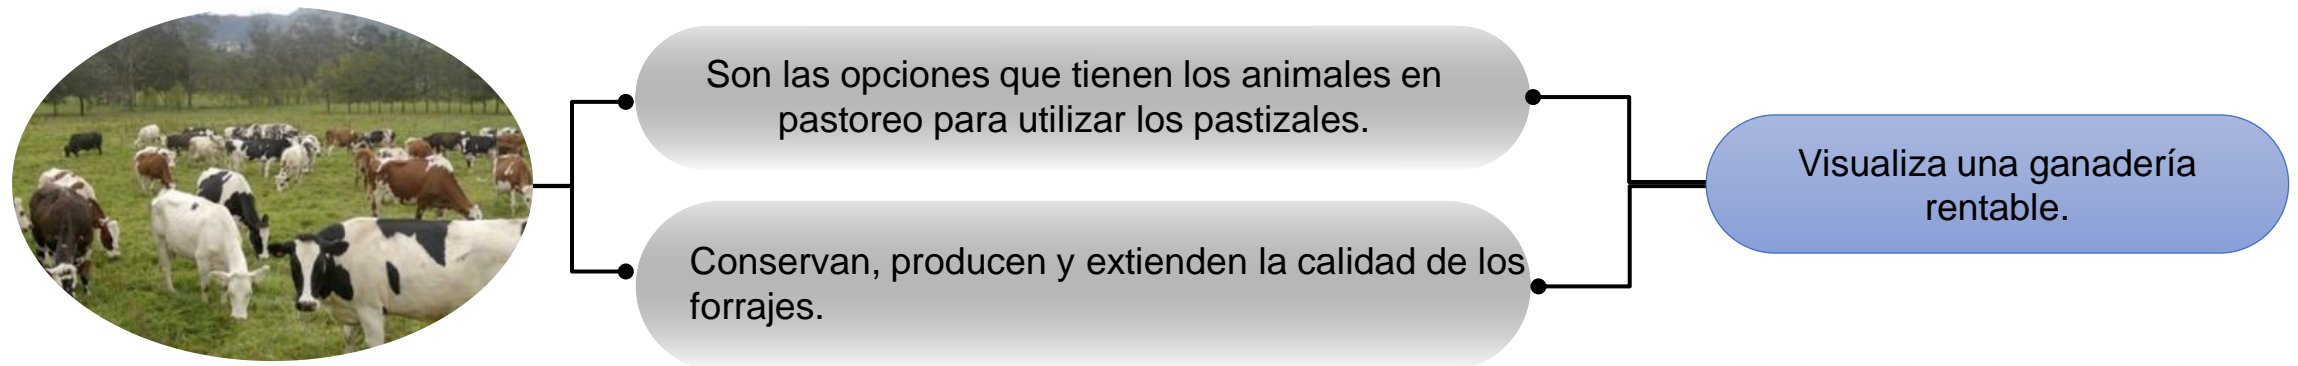 Son las opciones que tienen los animales en
pastoreo para utilizar los pastizales.
Conservan, producen y extienden la calidad de los
forrajes.
Visualiza una ganadería
rentable.